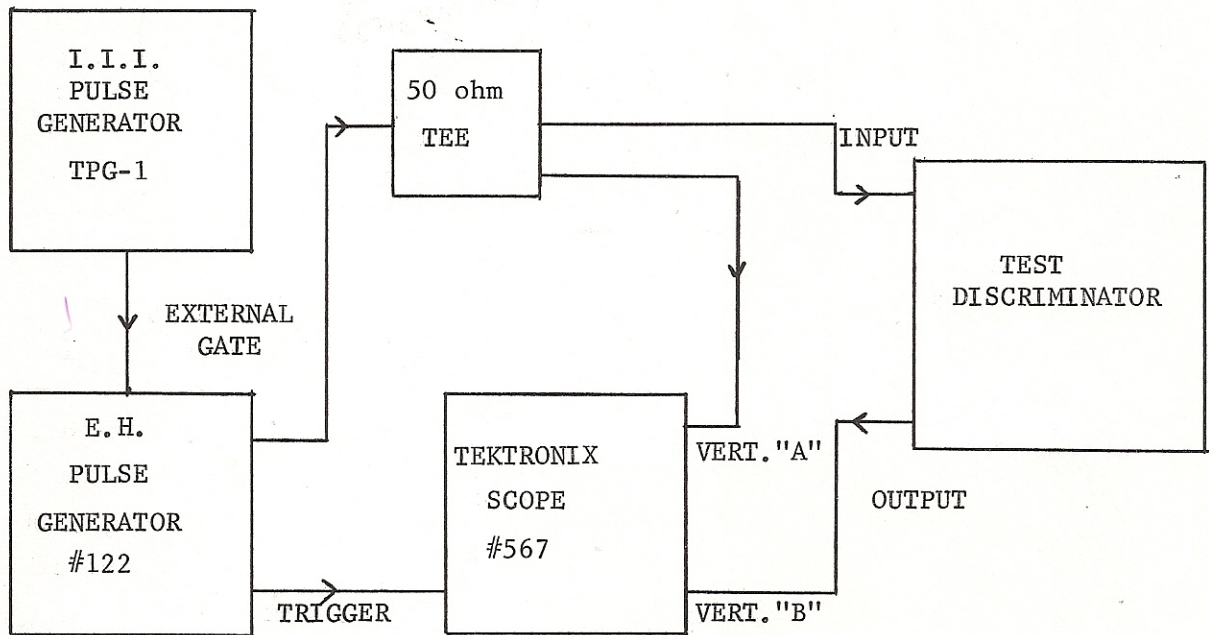 I.I.I.
PULSE
GENERATOR
TPG-1
50 ohm
TEE
INPUT
TEST
DISCRIMINATOR
EXTERNAL
GATE
E.H.
PULSE
GENERATOR
#122
TRIGGER
TEKTRONIX
SCOPE
#567
VERT."A"
OUTPUT
VERT."B"